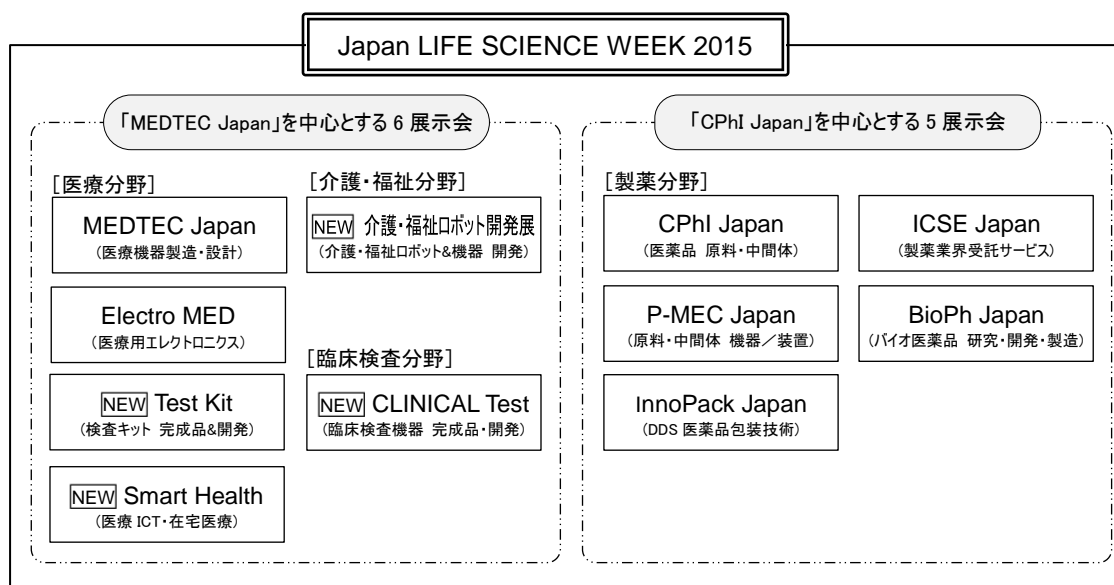 Japan LIFE SCIENCE WEEK 2015
「MEDTEC Japan」を中心とする 6 展示会
[医療分野]
MEDTEC Japan
(医療機器製造・設計)
Electro MED
(医療用エレクトロニクス)
NEW Test Kit
(検査キット 完成品&開発)
NEW Smart Health
(医療 ICT・在宅医療)
[介護・福祉分野]
NEW 介護・福祉ロボット開発展
(介護・福祉ロボット&機器 開発)
[臨床検査分野]
NEW CLINICAL Test
(臨床検査機器 完成品・開発)
「CPhI Japan」を中心とする 5 展示会
[製薬分野]
CPhI Japan
(医薬品 原料・中間体)
ICSE Japan
(製薬業界受託サービス)
P-MEC Japan
(原料・中間体 機器／装置)
BioPh Japan
(バイオ医薬品 研究・開発・製造)
InnoPack Japan
(DDS 医薬品包装技術)